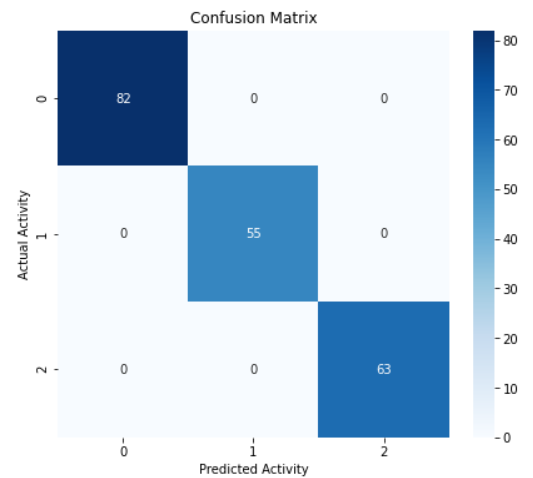 Confusion Matrix
0 82 0 0
1 0 55 0
2 0 0 63
0 1 2
Actual Activity
Predicted Activity
80
70
60
50
40
30
20
10
0